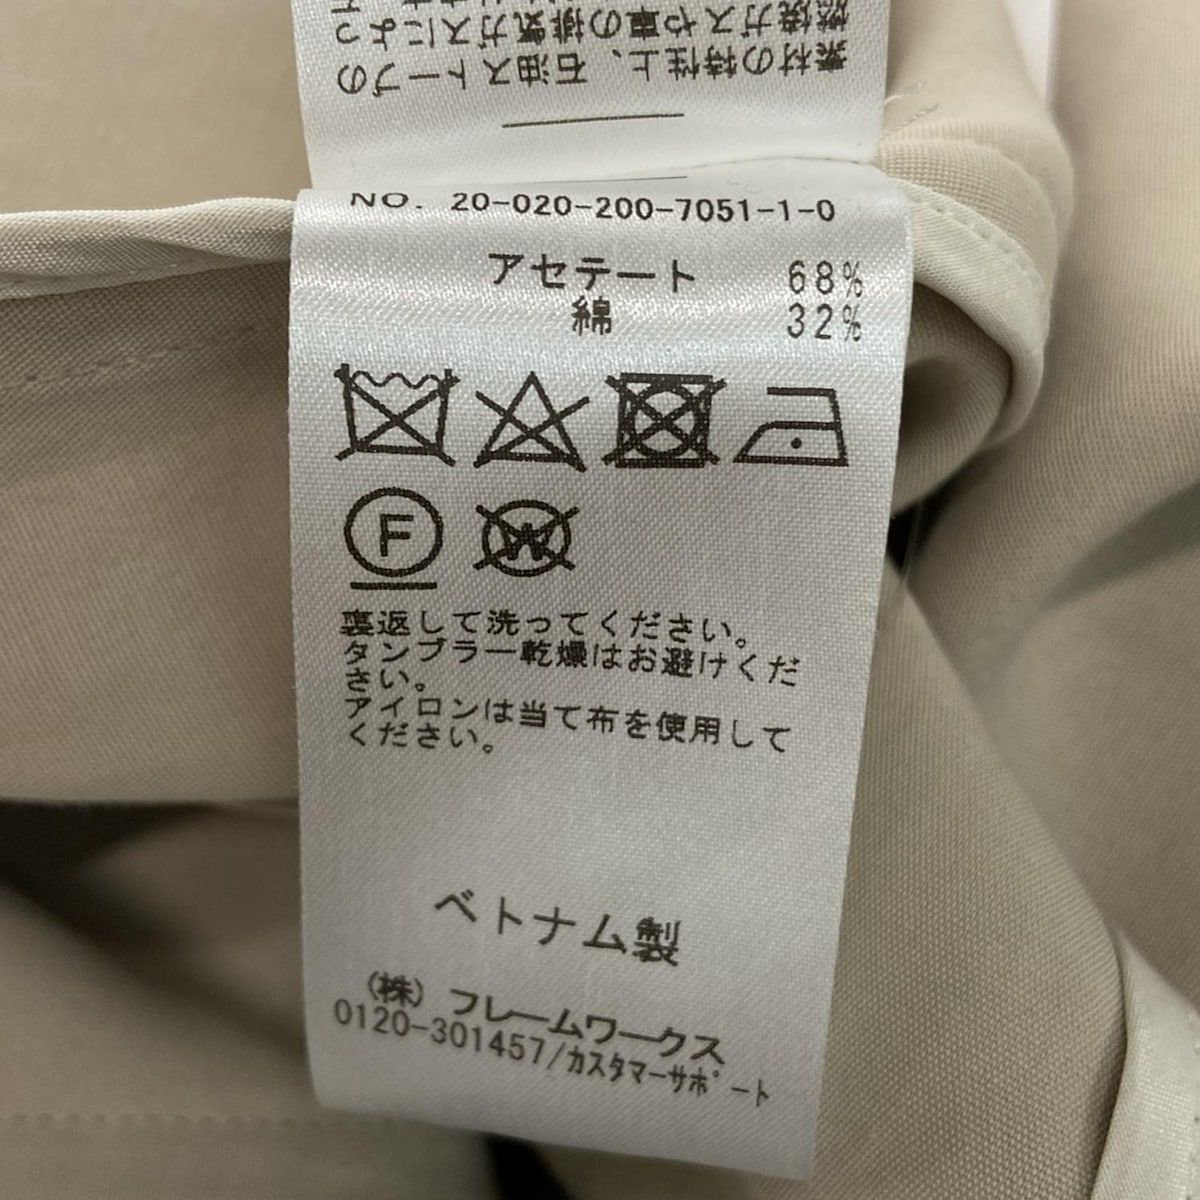 素材の特性上、石油ストーブの
燃焼ガスや車の排気ガスによっ
NO. 20-020-200-7051-1-0
アセテート 68%
綿 32%
F
W
裏返して洗ってください。
タンブラー乾燥はお避けくだ
さい。
アイロンは当て布を使用して
ください。
ベトナム製
(株) フレームワークス
0120-301457/カスタマーサポート